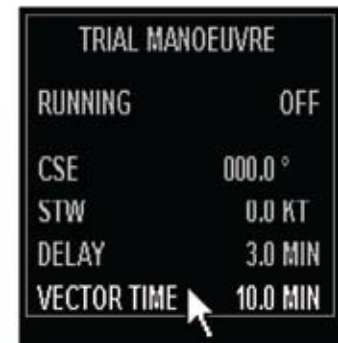 TRIAL MANOEUVRE
RUNNING OFF
CSE 000.0 °
STW 0.0 KT
DELAY 3.0 MIN
VECTOR TIME 10.0 MIN